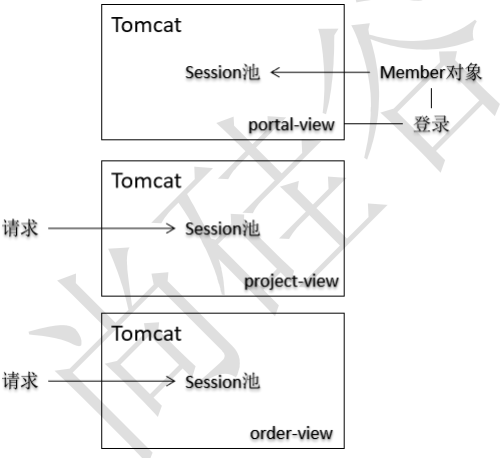 Tomcat
Session池
Member对象
portal-view
登录
Tomcat
请求
Session池
project-view
Tomcat
请求
Session池
order-view
尚硅谷